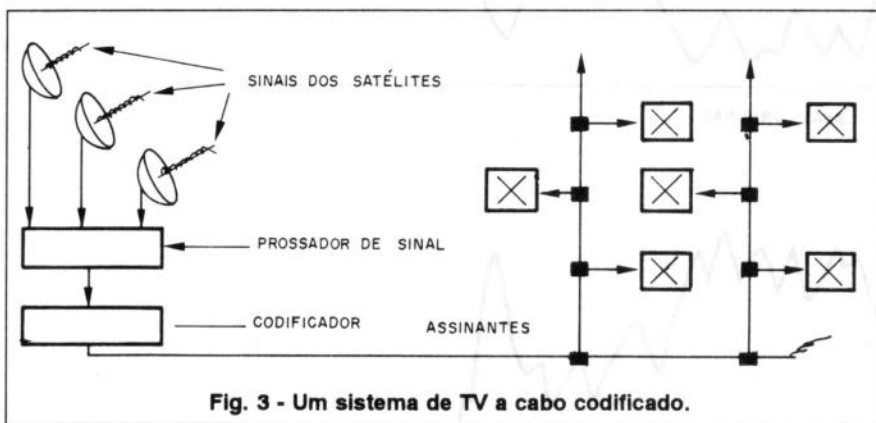 SINAIS DOS SATÉLITES
PROSSADOR DE SINAL
CODIFICADOR
ASSINANTES
Fig. 3 - Um sistema de TV a cabo codificado.